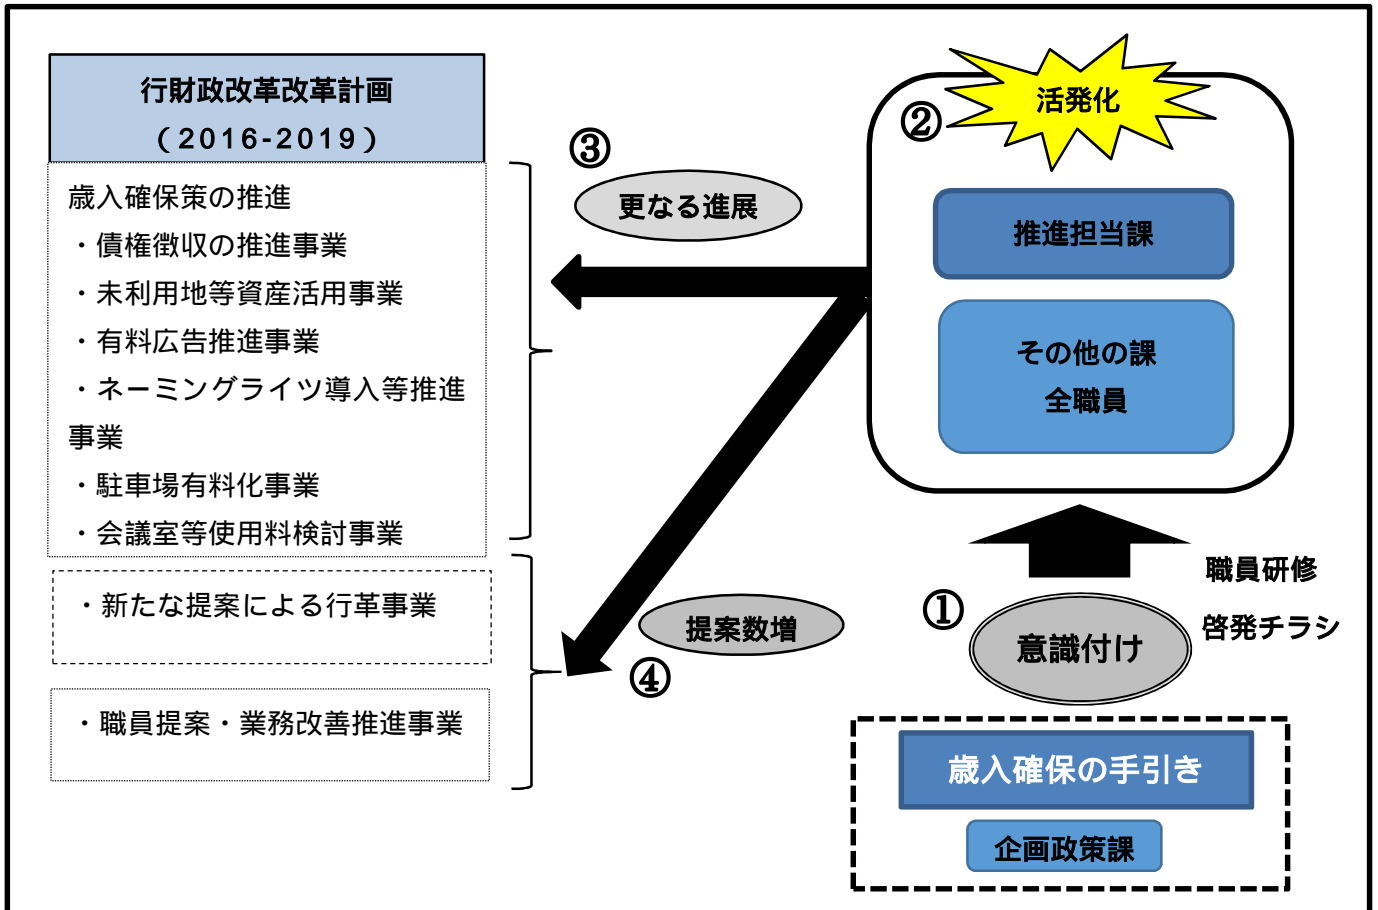 行財政改革改革計画
（2016-2019）
歳入確保策の推進
・債権徴収の推進事業
・未利用地等資産活用事業
・有料広告推進事業
・ネーミングライツ導入等推進
事業
・駐車場有料化事業
・会議室等使用料検討事業
・新たな提案による行革事業
・職員提案・業務改善推進事業
③
更なる進展
④
提案数増
②
活発化
推進担当課
その他の課
全職員
①
意識付け
職員研修
啓発チラシ
歳入確保の手引き
企画政策課